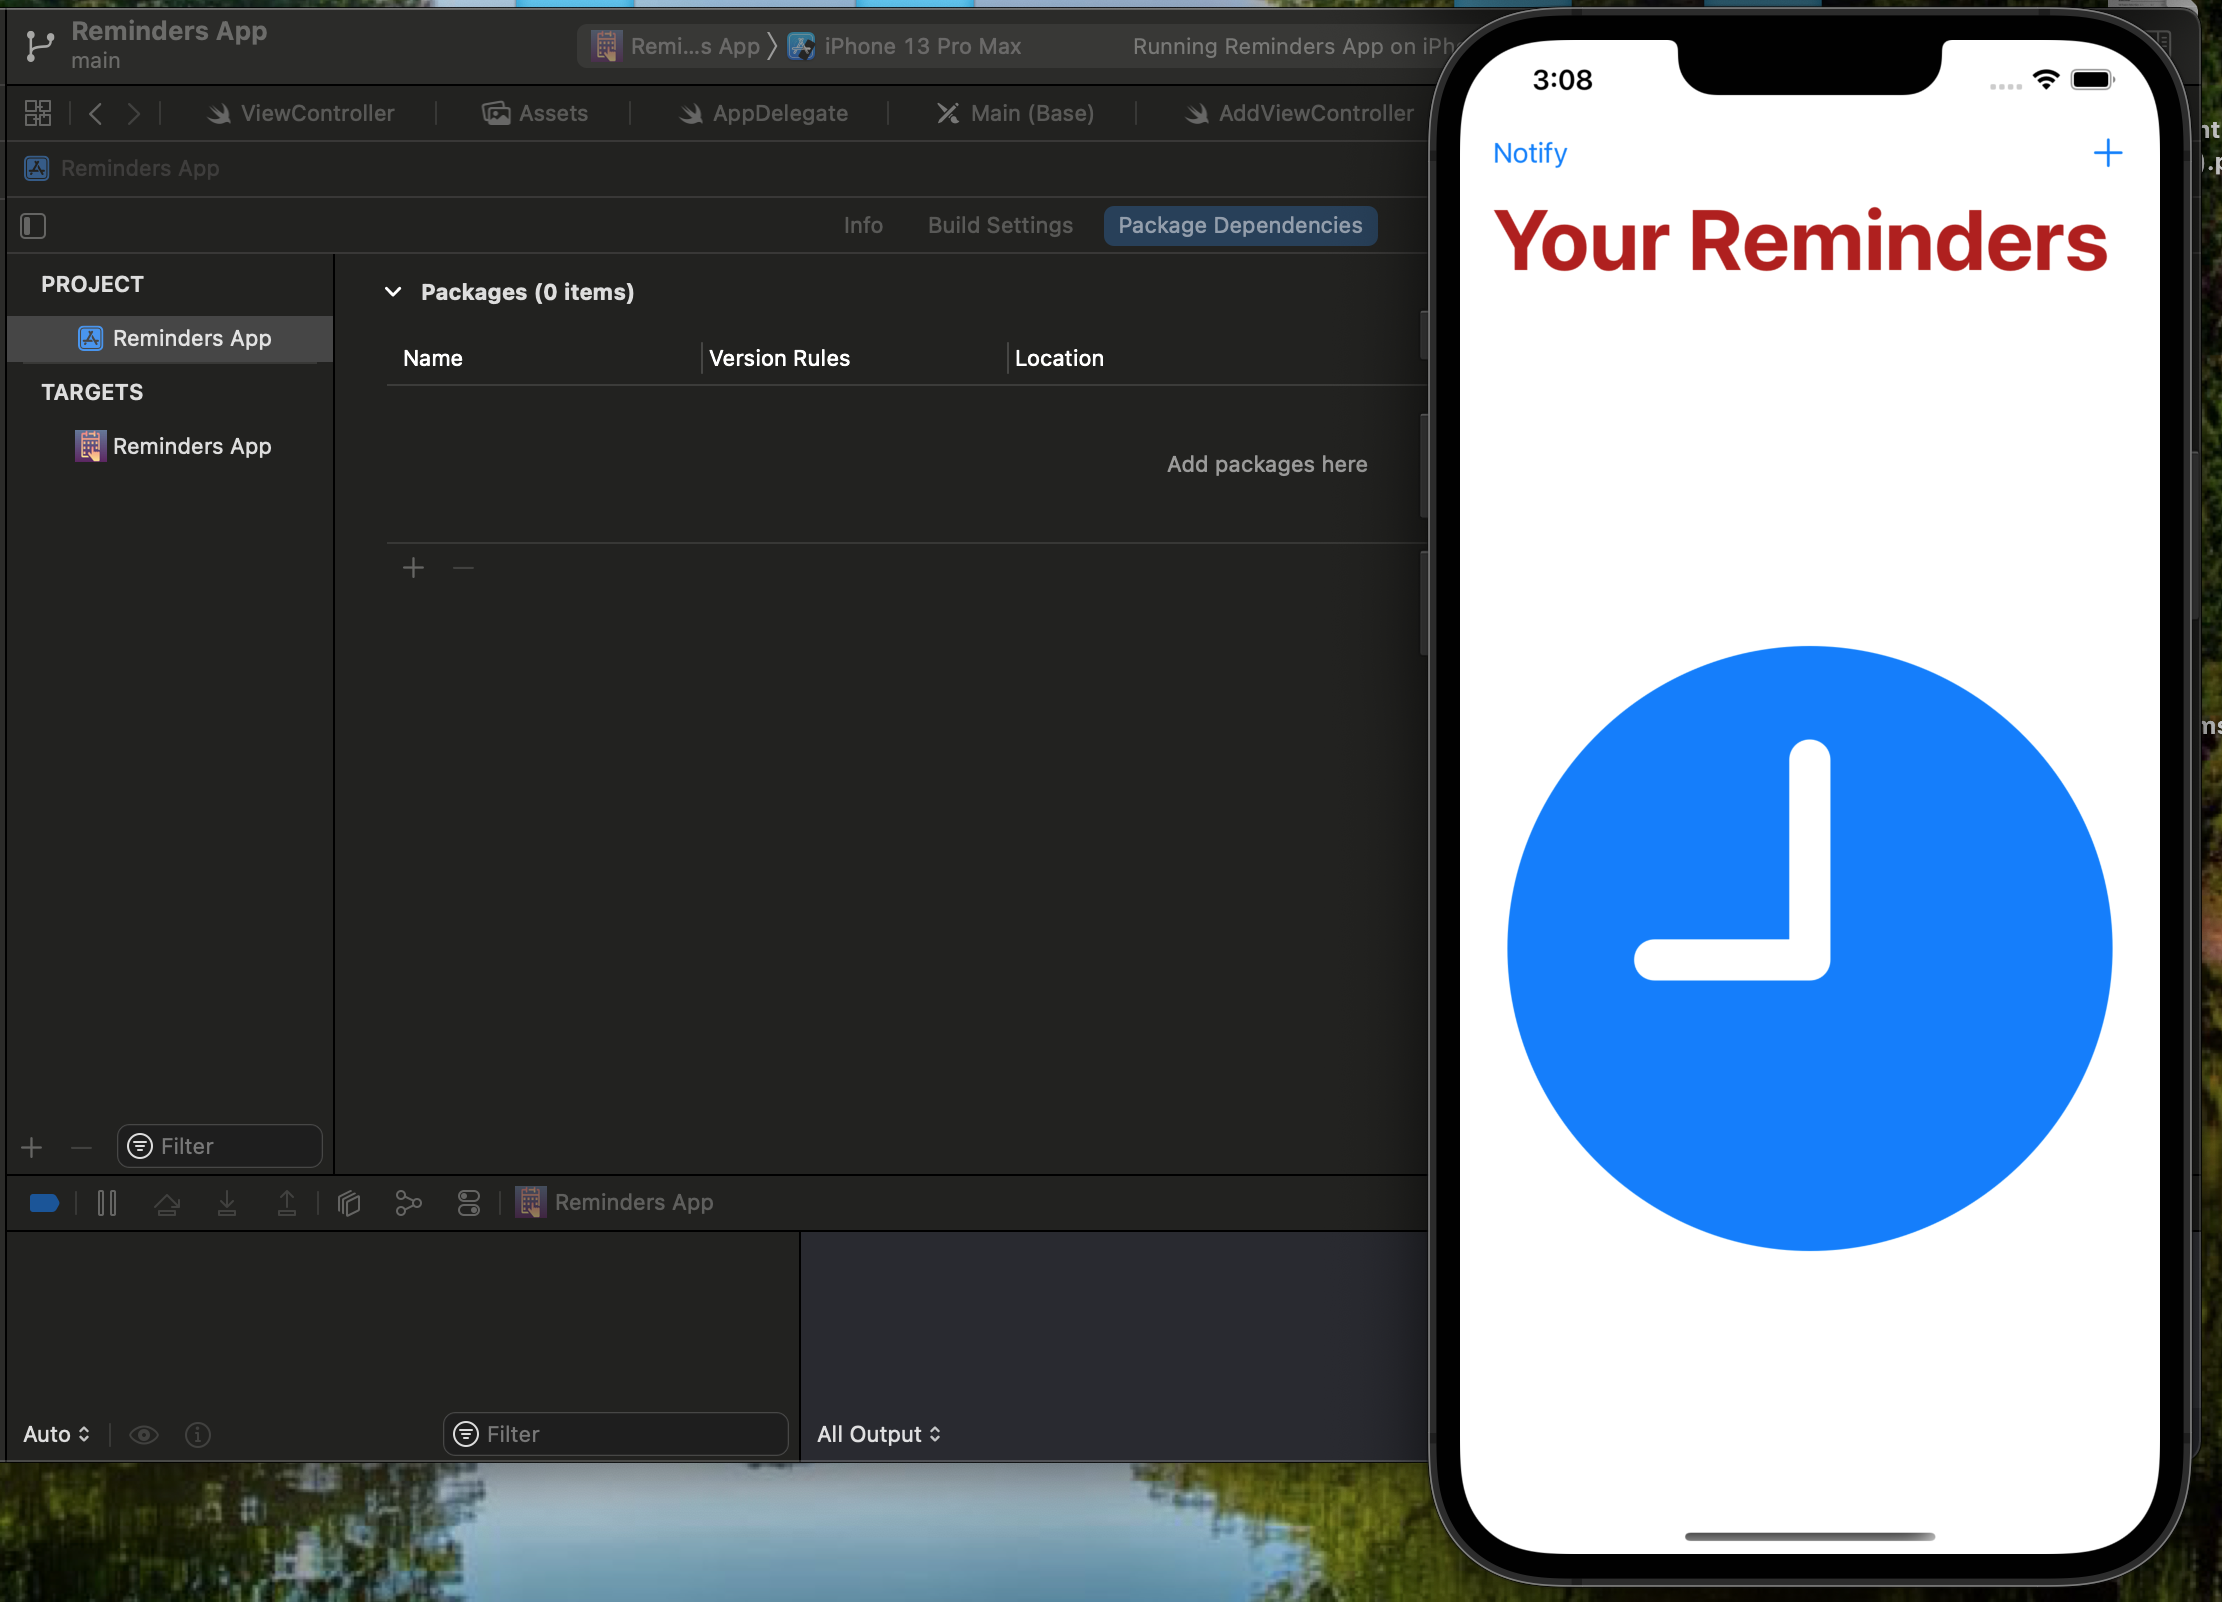 Reminders App
main
Remi...s App
iPhone 13 Pro Max
Running Reminders App on iPh
ViewController
Assets
AppDelegate
Main (Base)
AddViewController
Reminders App
Info
Build Settings
Package Dependencies
PROJECT
Reminders App
TARGETS
Reminders App
Packages (0 items)
Name
Version Rules
Location
Add packages here
Filter
Reminders App
Auto
Filter
All Output
3:08
Notify
Your Reminders